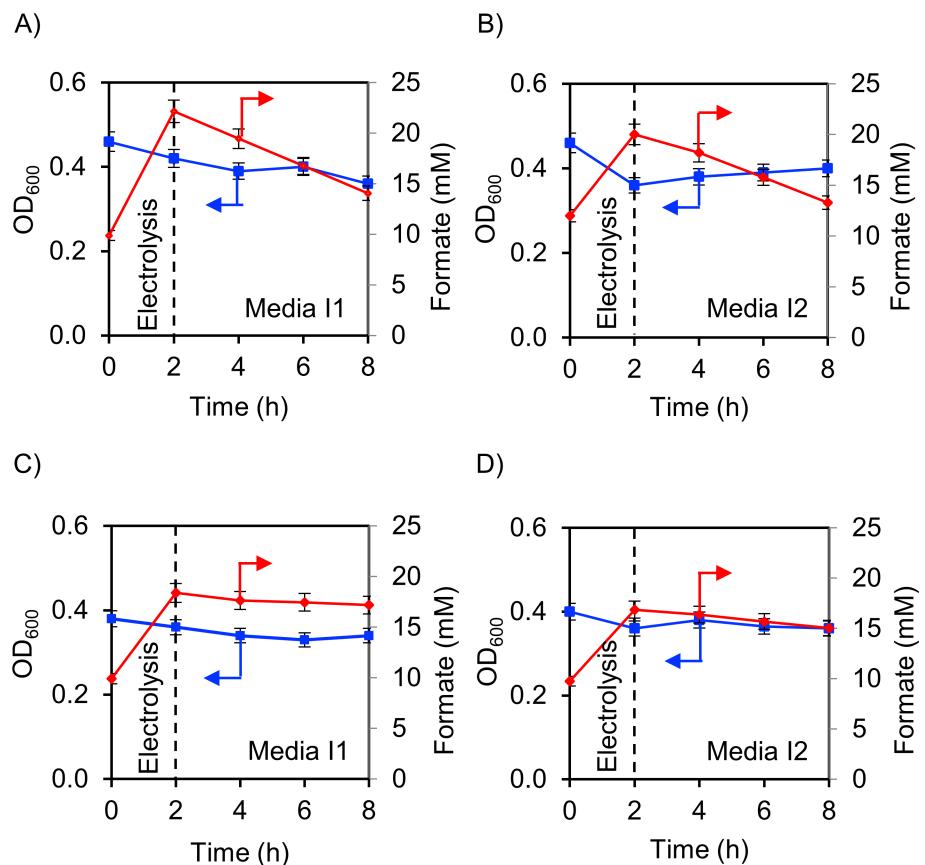 A)
0.6
0.4
0.2
0.0
OD600
25
20
15
10
5
0
Formate (mM)
Electrolysis
Media I1
0 2 4 6 8
Time (h)
B)
0.6
0.4
0.2
0.0
OD600
25
20
15
10
5
0
Formate (mM)
Electrolysis
Media I2
0 2 4 6 8
Time (h)
C)
0.6
0.4
0.2
0.0
OD600
25
20
15
10
5
0
Formate (mM)
Electrolysis
Media I1
0 2 4 6 8
Time (h)
D)
0.6
0.4
0.2
0.0
OD600
25
20
15
10
5
0
Formate (mM)
Electrolysis
Media I2
0 2 4 6 8
Time (h)